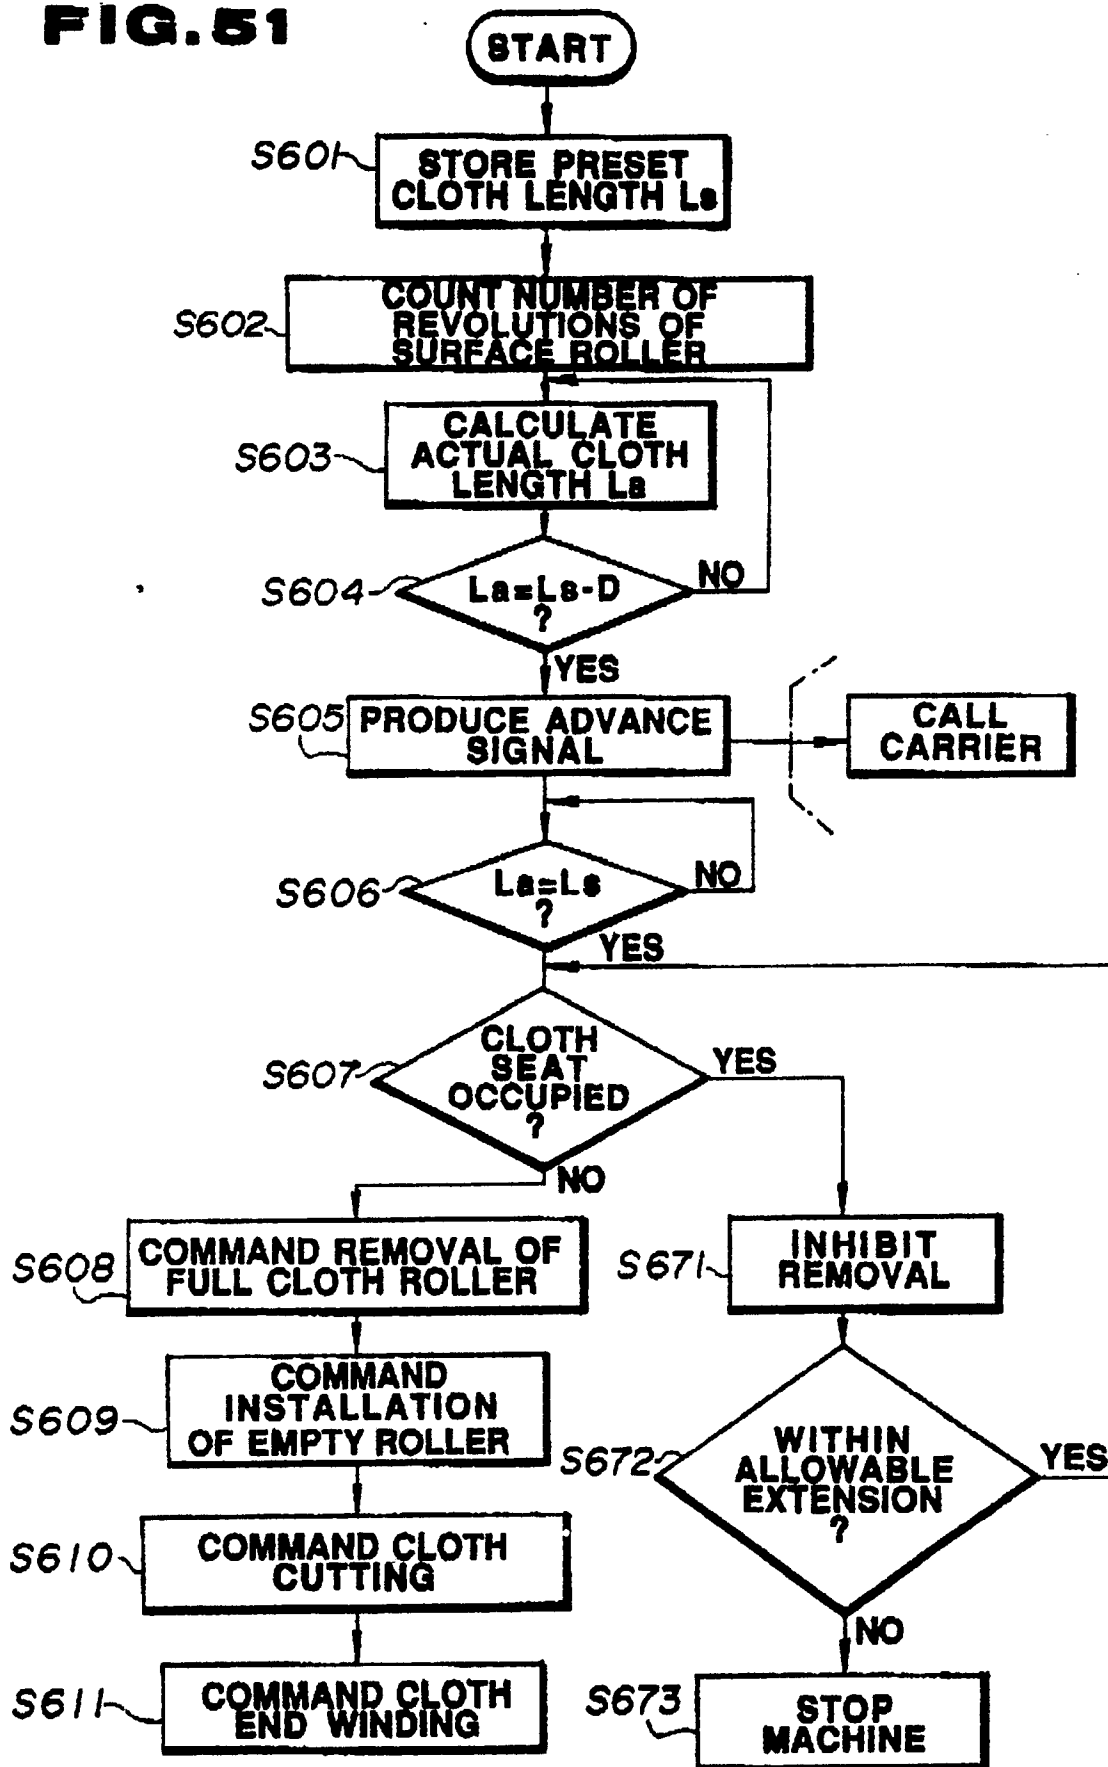 FIG.51
START
S601
STORE PRESET
CLOTH LENGTH Ls
S602
COUNT NUMBER OF
REVOLUTIONS OF
SURFACE ROLLER
S603
CALCULATE
ACTUAL CLOTH
LENGTH La
S604
La=Ls-D
?
NO
YES
S605
PRODUCE ADVANCE
SIGNAL
CALL
CARRIER
S606
La=Ls
?
NO
YES
S607
CLOTH
SEAT
OCCUPIED
?
YES
NO
S608
COMMAND REMOVAL OF
FULL CLOTH ROLLER
S671
INHIBIT
REMOVAL
S609
COMMAND
INSTALLATION
OF EMPTY ROLLER
S672
WITHIN
ALLOWABLE
EXTENSION
?
YES
NO
S610
COMMAND CLOTH
CUTTING
S611
COMMAND CLOTH
END WINDING
S673
STOP
MACHINE